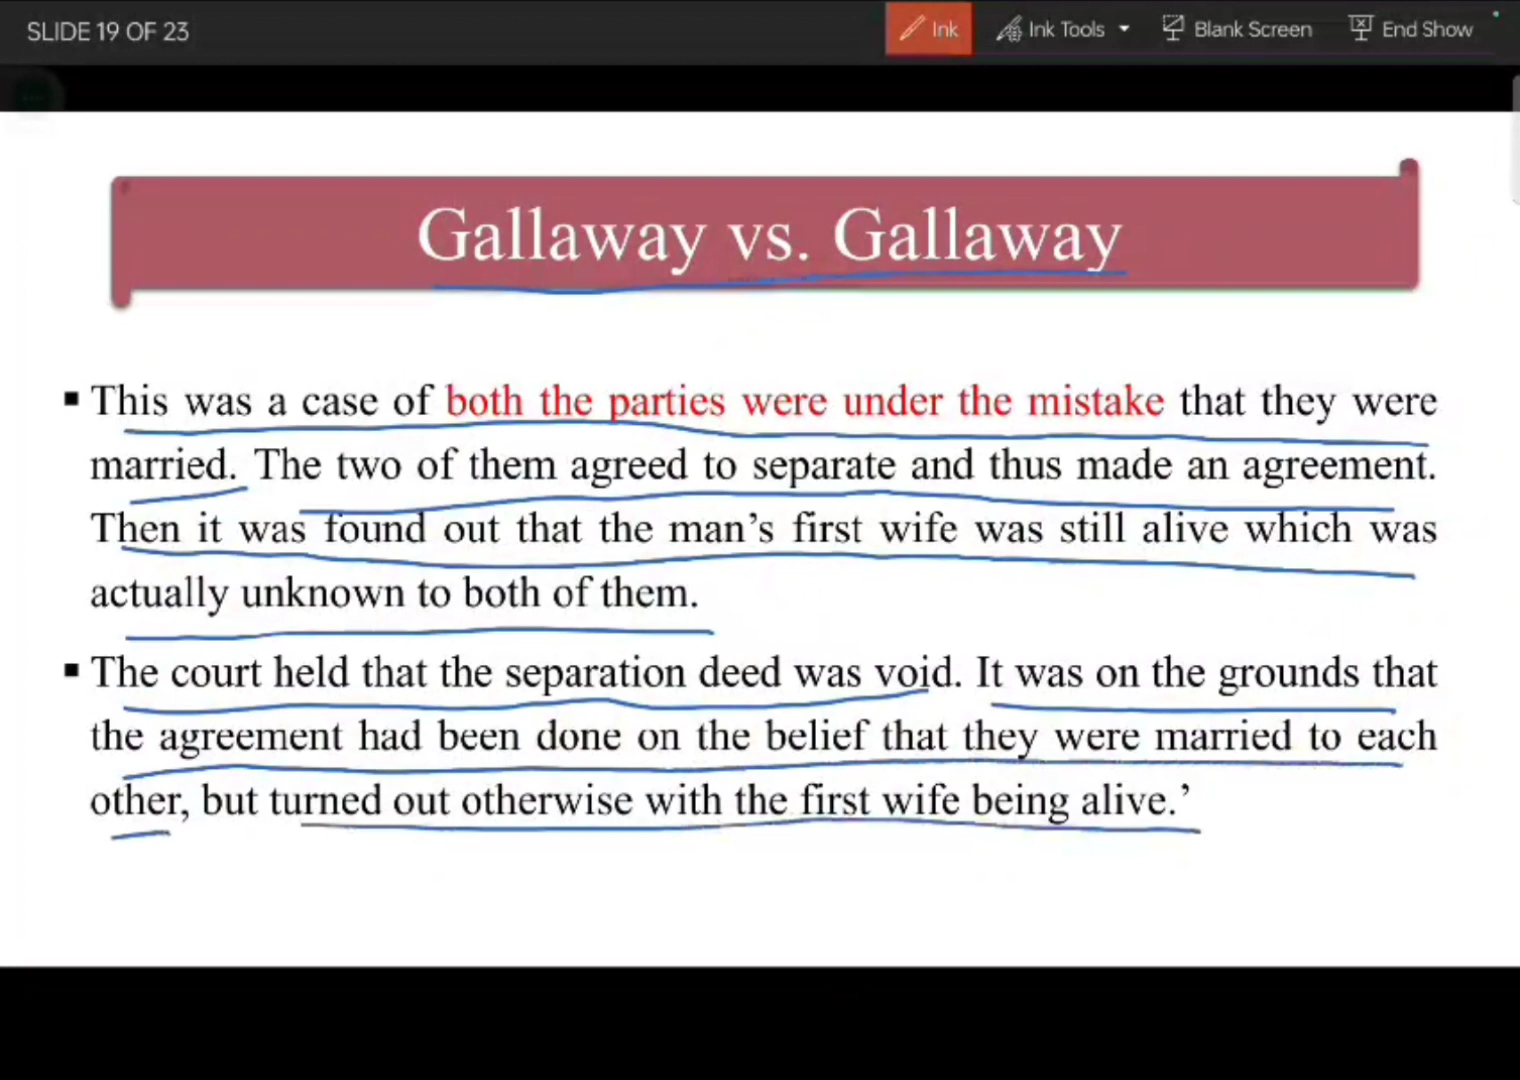 SLIDE 19 OF 23
Ink
Ink Tools
Blank Screen
End Show
Gallaway vs. Gallaway
▪ This was a case of both the parties were under the mistake that they were
married. The two of them agreed to separate and thus made an agreement.
Then it was found out that the man’s first wife was still alive which was
actually unknown to both of them.
▪ The court held that the separation deed was void. It was on the grounds that
the agreement had been done on the belief that they were married to each
other, but turned out otherwise with the first wife being alive.’